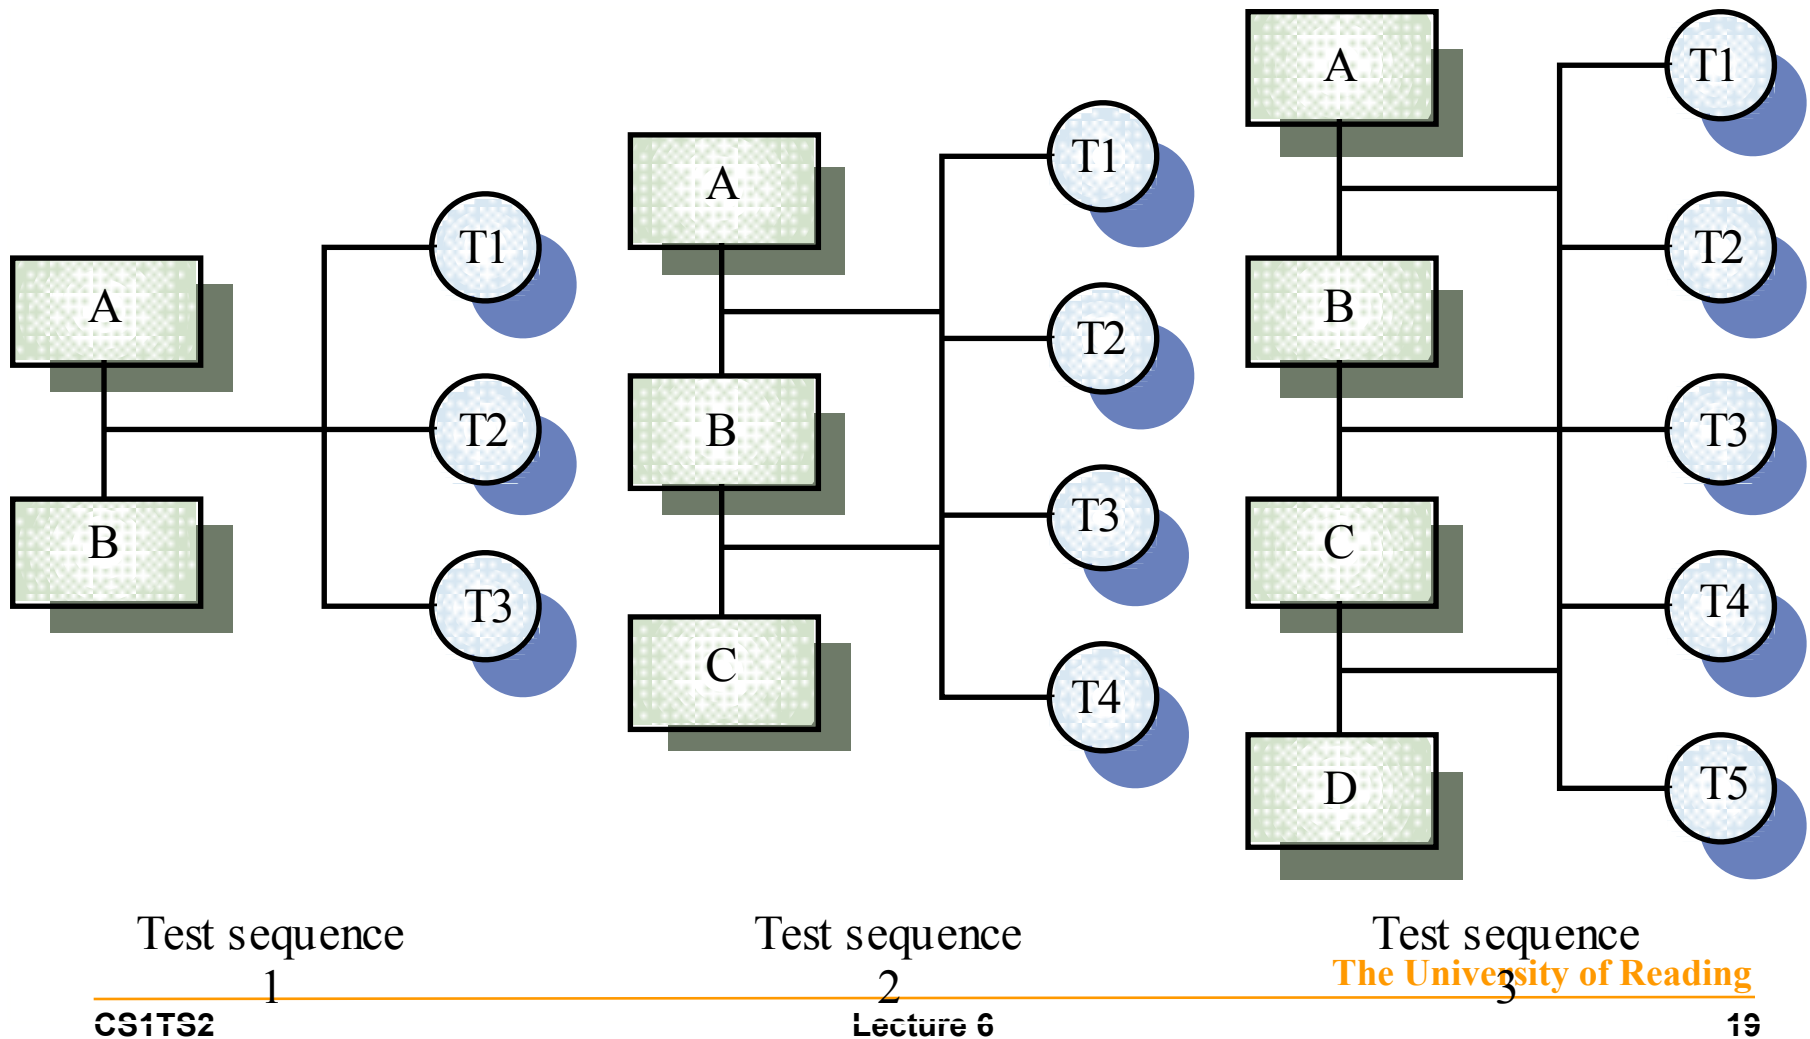 A
B
T1
T2
T3
Test sequence
1
A
B
C
T1
T2
T3
T4
Test sequence
2
A
B
C
D
T1
T2
T3
T4
T5
Test sequence
3
The University of Reading
CS1TS2
Lecture 6
19